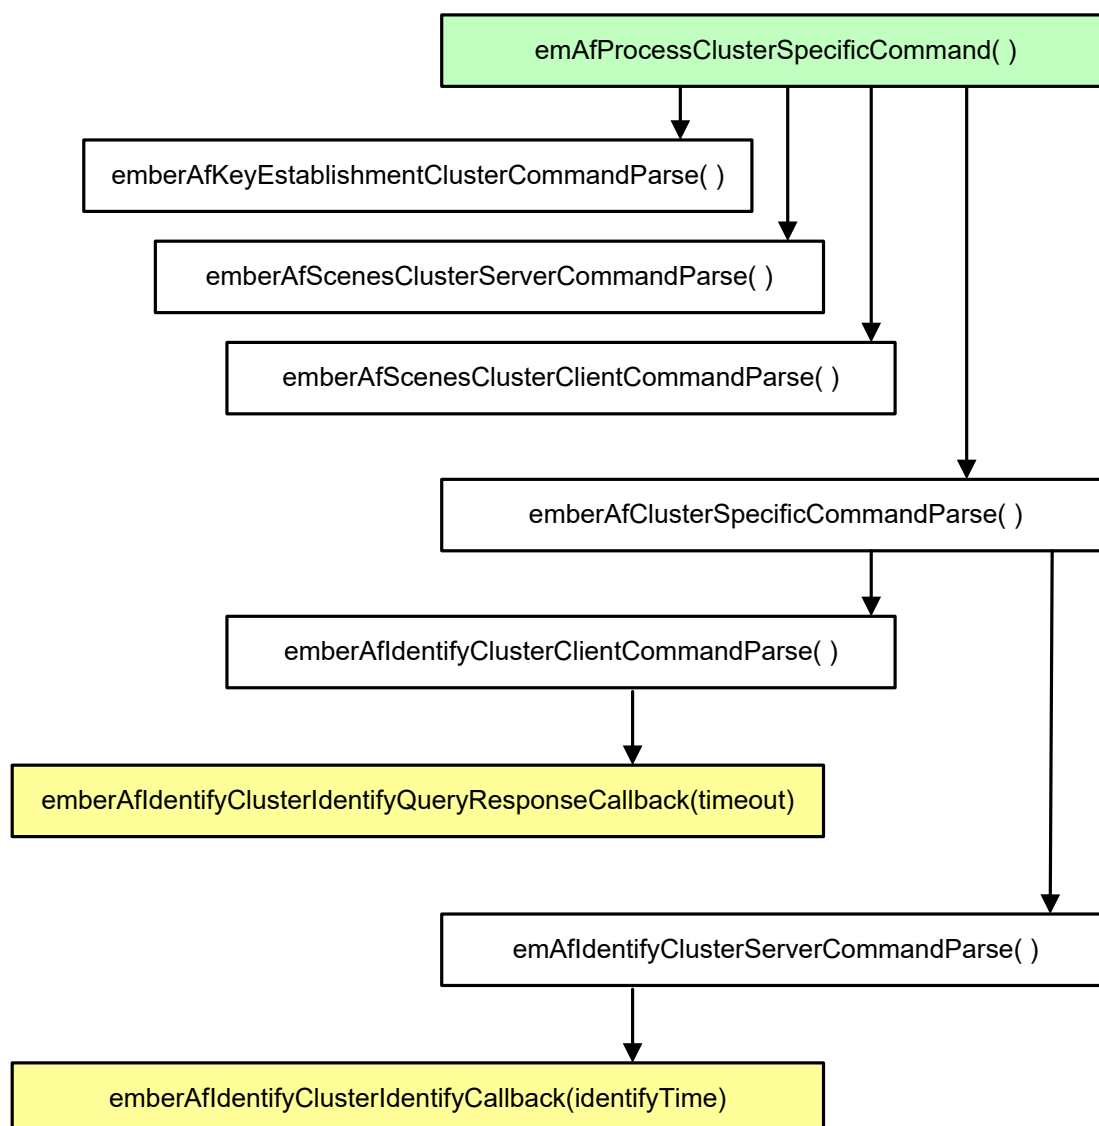 emAfProcessClusterSpecificCommand( )
emberAfKeyEstablishmentClusterCommandParse( )
emberAfScenesClusterServerCommandParse( )
emberAfScenesClusterClientCommandParse( )
emberAfClusterSpecificCommandParse( )
emberAfIdentifyClusterClientCommandParse( )
emberAfIdentifyClusterIdentifyQueryResponseCallback(timeout)
emAfIdentifyClusterServerCommandParse( )
emberAfIdentifyClusterIdentifyCallback(identifyTime)